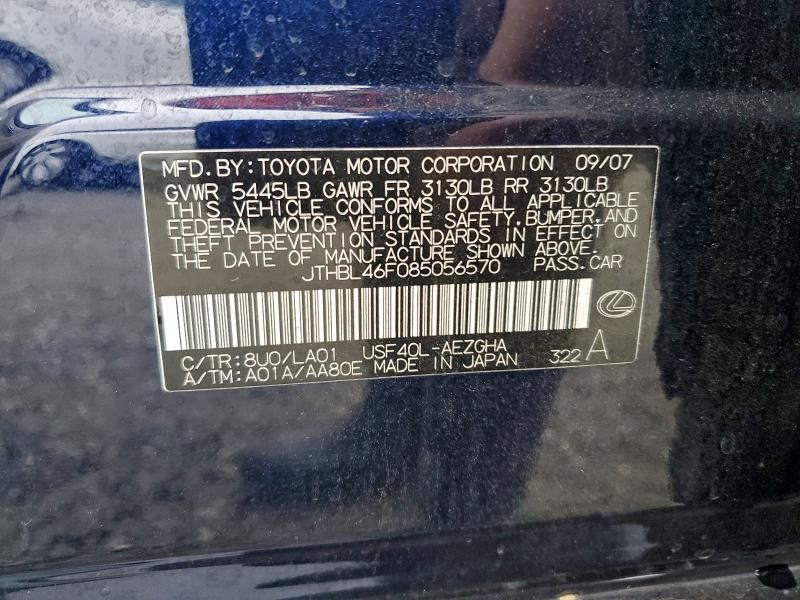 MFD.BY:TOYOTA MOTOR CORPORATION 09/07
GVWR 5445LB GAWR FR 3130LB RR 3130LB
THIS VEHICLE CONFORMS TO ALL APPLICABLE
FEDERAL MOTOR VEHICLE SAFETY,BUMPER,AND
THEFT PREVENTION STANDARDS IN EFFECT ON
THE DATE OF MANUFACTURE SHOWN ABOVE.
JTHBL46F085056570 PASS.CAR
C/TR:8U0/LA01 USF40L-AEZGHA
A/TM:A01A/AA80E MADE IN JAPAN 322 A